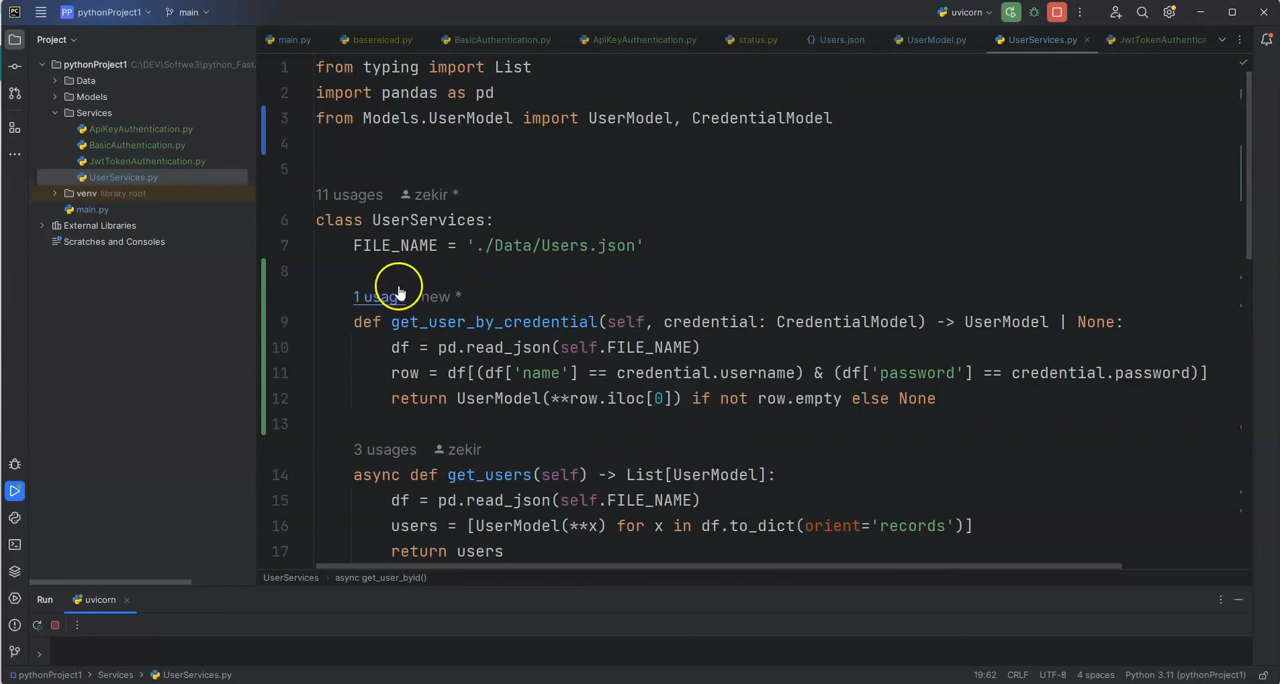 PC PP pythonProject1 main uvicorn
Project
main.py basereload.py BasicAuthentication.py ApiKeyAuthentication.py status.py {} Users.json UserModel.py UserServices.py × JwtTokenAuthentica
pythonProject1 C:\DEV\Softwe3\python_Fast
Data
Models
Services
ApiKeyAuthentication.py
BasicAuthentication.py
JwtTokenAuthentication.py
UserServices.py
venv library root
main.py
External Libraries
Scratches and Consoles
1 from typing import List
2 import pandas as pd
3 from Models.UserModel import UserModel, CredentialModel
4
5
11 usages zekir *
6 class UserServices:
7 FILE_NAME = './Data/Users.json'
8
1 usage new *
9 def get_user_by_credential(self, credential: CredentialModel) -> UserModel | None:
10 df = pd.read_json(self.FILE_NAME)
11 row = df[(df['name'] == credential.username) & (df['password'] == credential.password)]
12 return UserModel(**row.iloc[0]) if not row.empty else None
13
3 usages zekir
14 async def get_users(self) -> List[UserModel]:
15 df = pd.read_json(self.FILE_NAME)
16 users = [UserModel(**x) for x in df.to_dict(orient='records')]
17 return users
UserServices › async get_user_byid()
Run uvicorn ×
pythonProject1 › Services › UserServices.py 19:62 CRLF UTF-8 4 spaces Python 3.11 (pythonProject1)